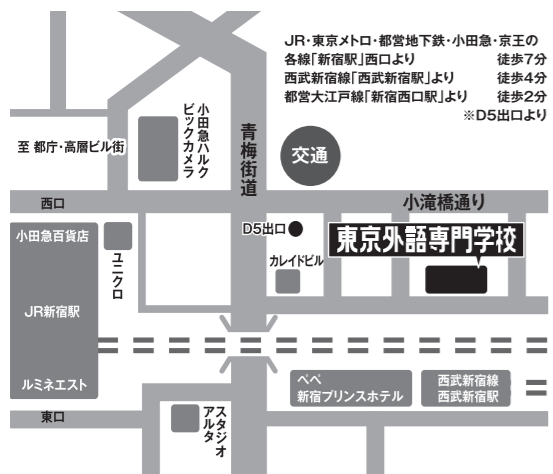 JR・東京メトロ・都営地下鉄・小田急・京王の
各線「新宿駅」西口より 徒歩7分
西武新宿線「西武新宿駅」より 徒歩4分
都営大江戸線「新宿西口駅」より 徒歩2分
※D5出口より
小田急ハルク
ビックカメラ
青梅街道
交通
至 都庁・高層ビル街
西口
小滝橋通り
小田急百貨店
ユニクロ
D5出口
東京外語専門学校
カレイドビル
JR新宿駅
ルミネエスト
ペペ
新宿プリンスホテル
西武新宿線
西武新宿駅
東口
スタジオ
アルタ